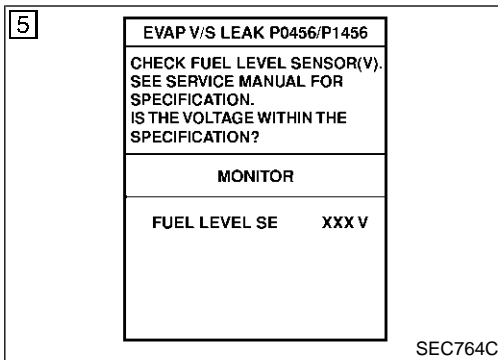 5
EVAP V/S LEAK P0456/P1456
CHECK FUEL LEVEL SENSOR(V).
SEE SERVICE MANUAL FOR
SPECIFICATION.
IS THE VOLTAGE WITHIN THE
SPECIFICATION?
MONITOR
FUEL LEVEL SE XXX V
SEC764C